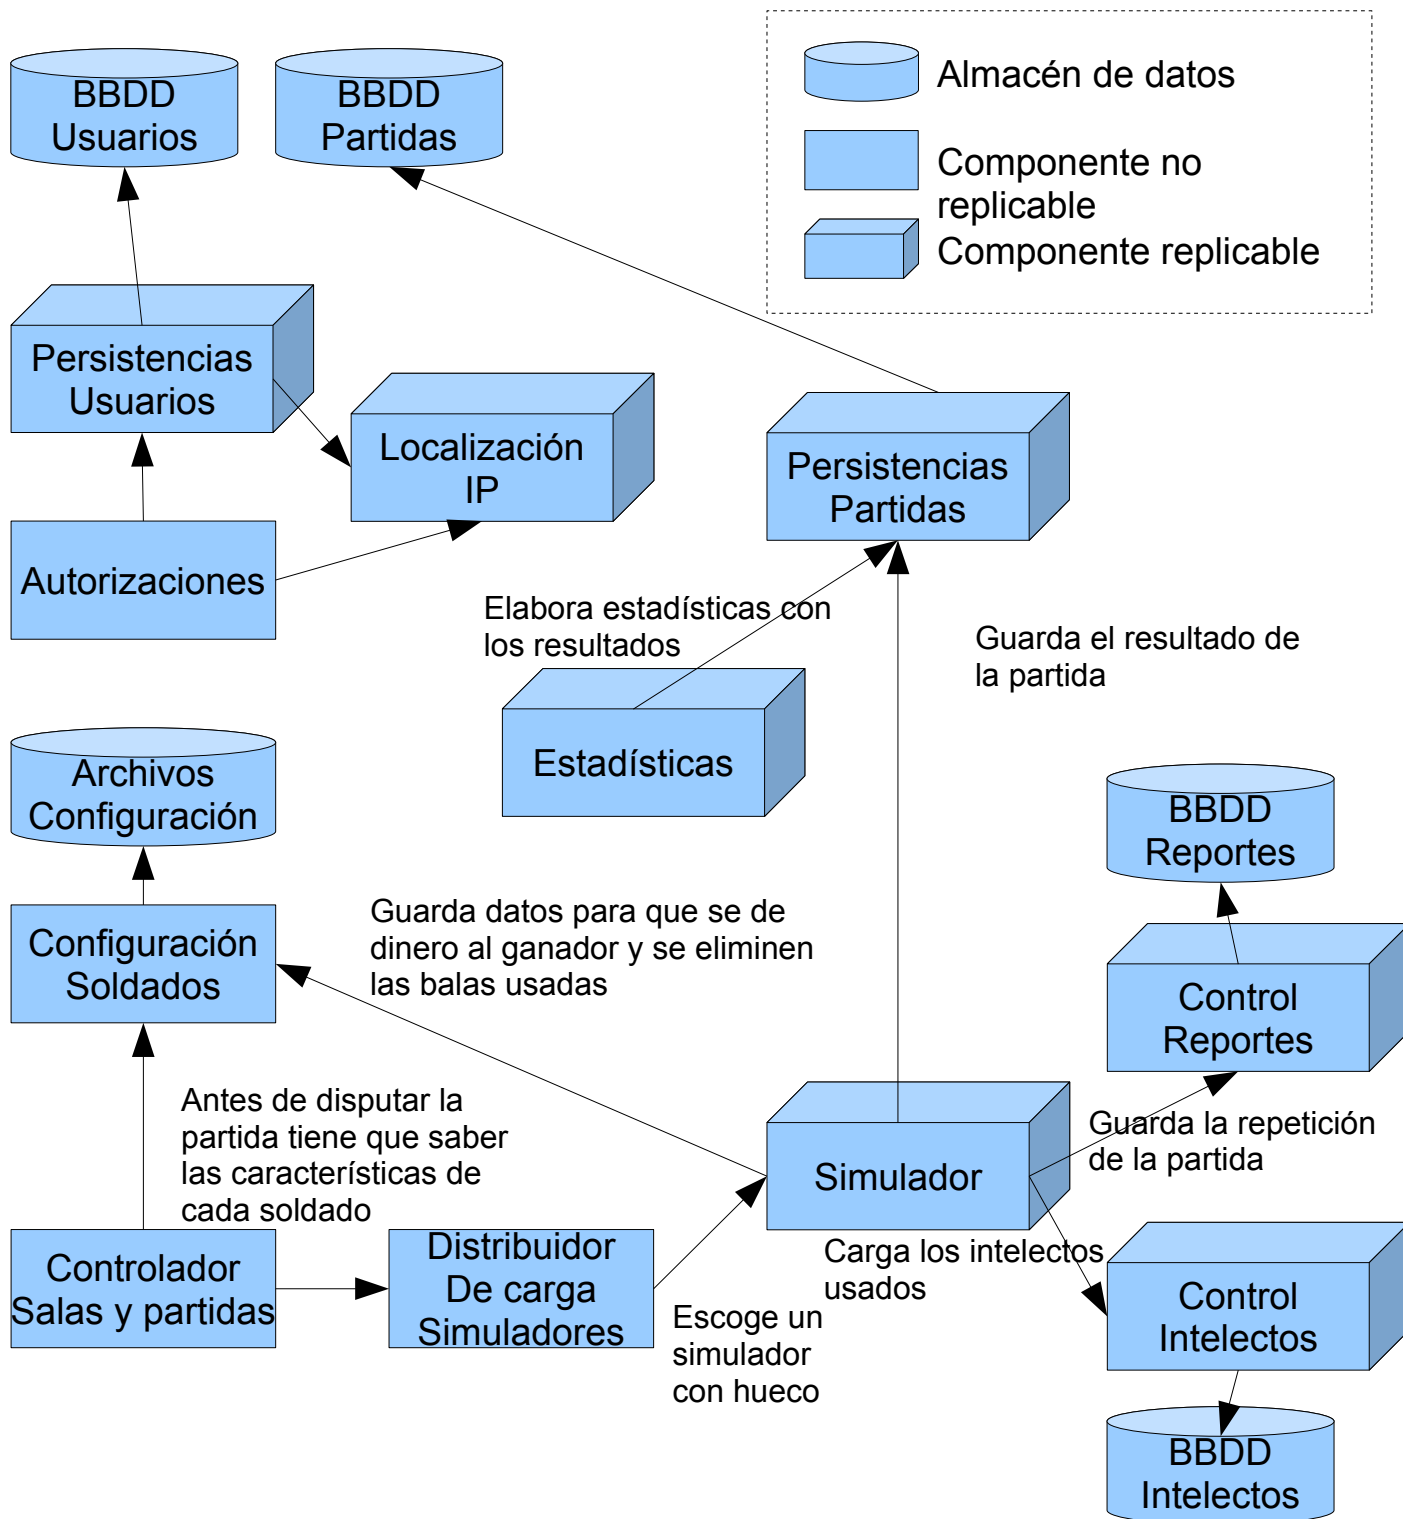 BBDD
Usuarios
BBDD
Partidas
Almacén de datos
Componente no
replicable
Componente replicable
Persistencias
Usuarios
Localización
IP
Persistencias
Partidas
Autorizaciones
Elabora estadísticas con
los resultados
Guarda el resultado de
la partida
Estadísticas
Archivos
Configuración
BBDD
Reportes
Configuración
Soldados
Guarda datos para que se de
dinero al ganador y se eliminen
las balas usadas
Control
Reportes
Antes de disputar la
partida tiene que saber
las características de
cada soldado
Simulador
Guarda la repetición
de la partida
Controlador
Salas y partidas
Distribuidor
De carga
Simuladores
Carga los intelectos
usados
Escoge un
simulador
con hueco
Control
Intelectos
BBDD
Intelectos